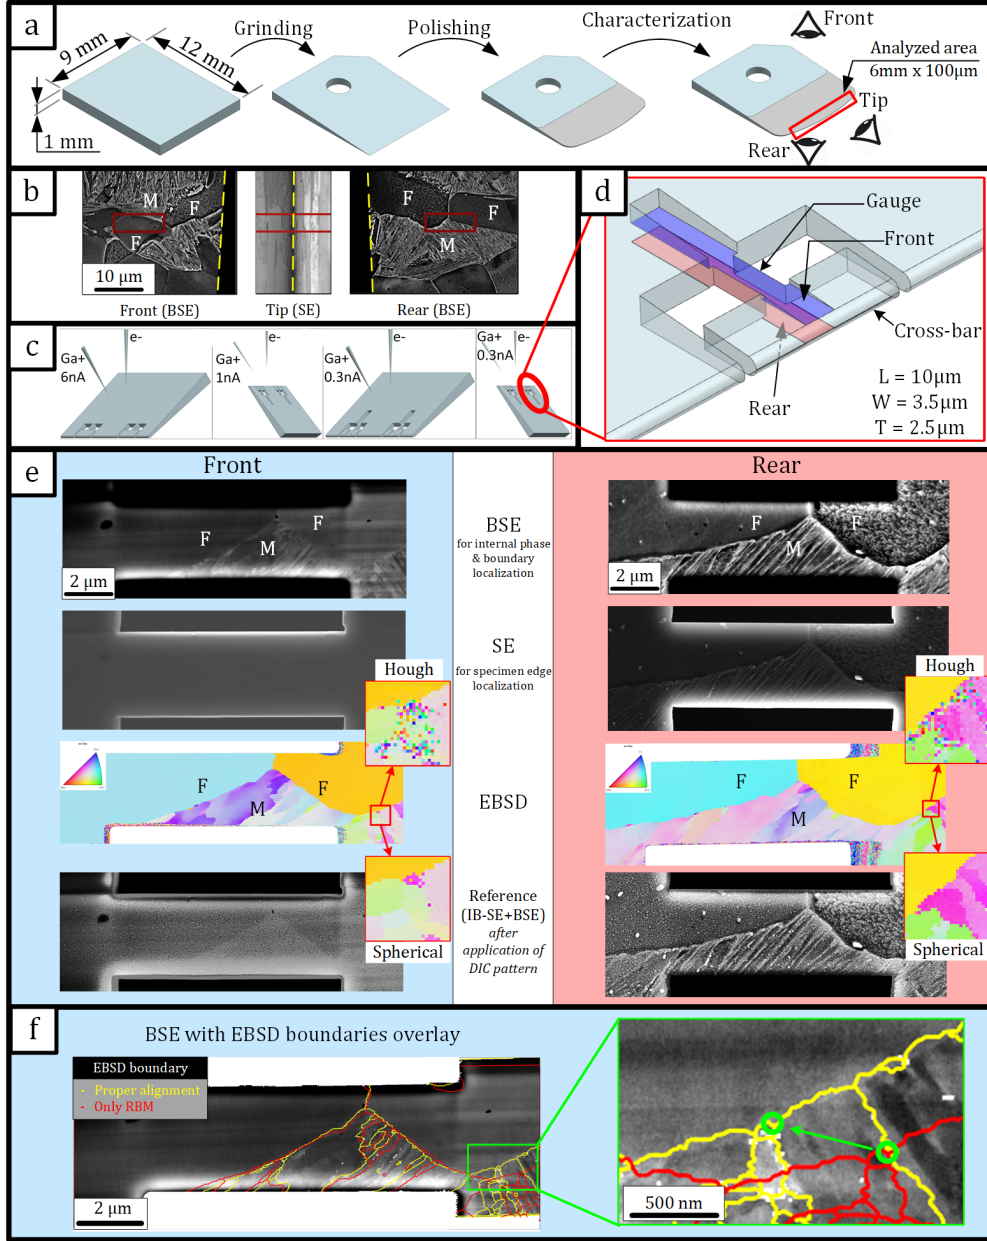 a
Grinding
Polishing
Characterization
Front
9 mm
12 mm
1 mm
Analyzed area
6mm x 100µm
Tip
Rear
b
M
F
F
10 µm
F
F
M
Front (BSE)
Tip (SE)
Rear (BSE)
c
Ga+
6nA
e-
Ga+
1nA
e-
Ga+
0.3nA
e-
Ga+
0.3nA
e-
d
Gauge
Front
Cross-bar
Rear
L = 10µm
W = 3.5µm
T = 2.5µm
e
Front
Rear
F
F
M
2 µm
BSE
for internal phase
& boundary
localization
F
F
M
2 µm
SE
for specimen edge
localization
Hough
Hough
F
F
M
EBSD
F
F
M
Reference
(IB-SE+BSE)
after
application of
DIC pattern
Spherical
Spherical
f
BSE with EBSD boundaries overlay
EBSD boundary
- Proper alignment
- Only RBM
2 µm
500 nm